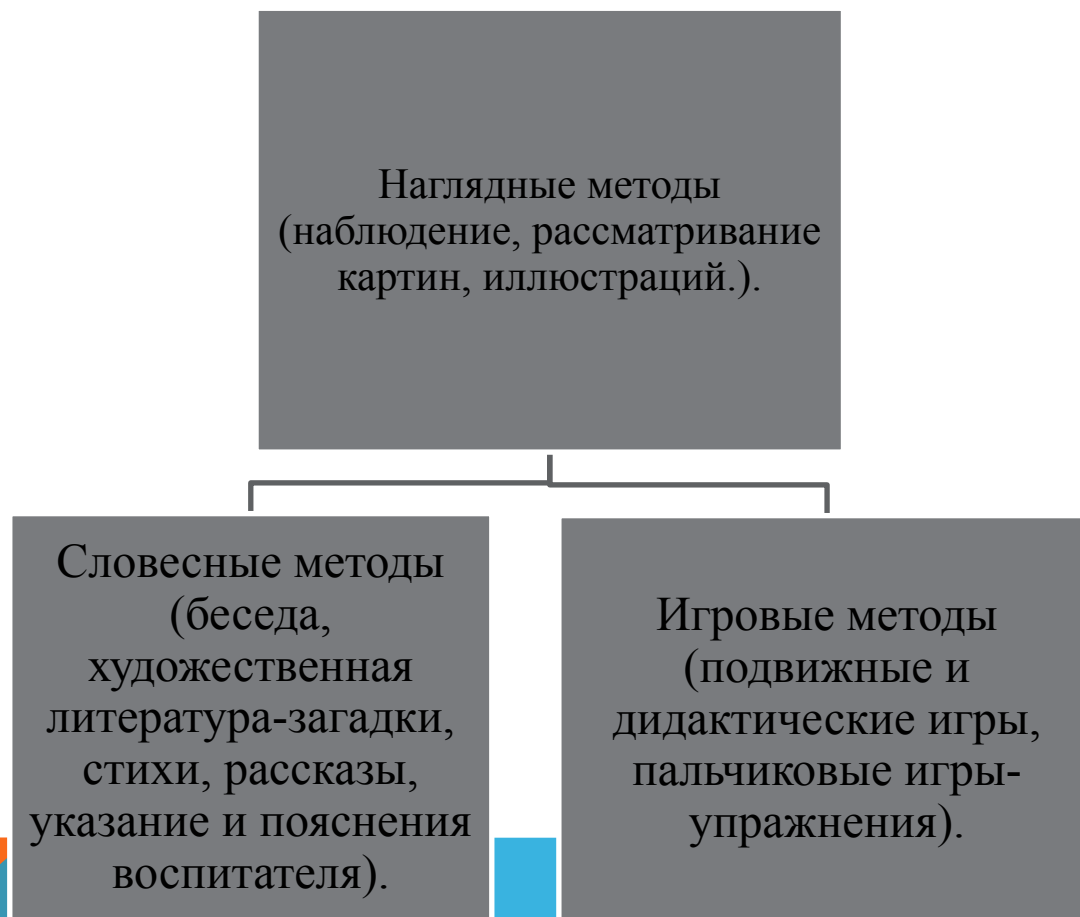 Наглядные методы
(наблюдение, рассматривание
картин, иллюстраций.).
Словесные методы
(беседа,
художественная
литература-загадки,
стихи, рассказы,
указание и пояснения
воспитателя).
Игровые методы
(подвижные и
дидактические игры,
пальчиковые игры-
упражнения).